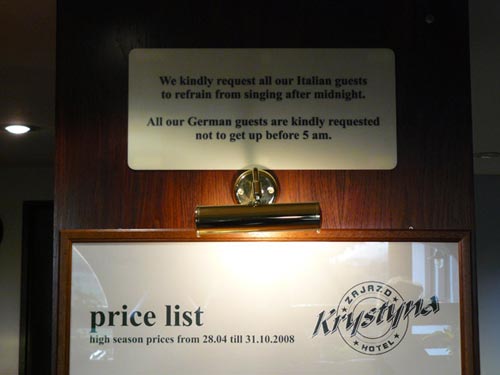 We kindly request all our Italian guests
to refrain from singing after midnight.
All our German guests are kindly requested
not to get up before 5 am.
price list
high season prices from 28.04 till 31.10.2008
ZAJAZD
Krystyna
HOTEL